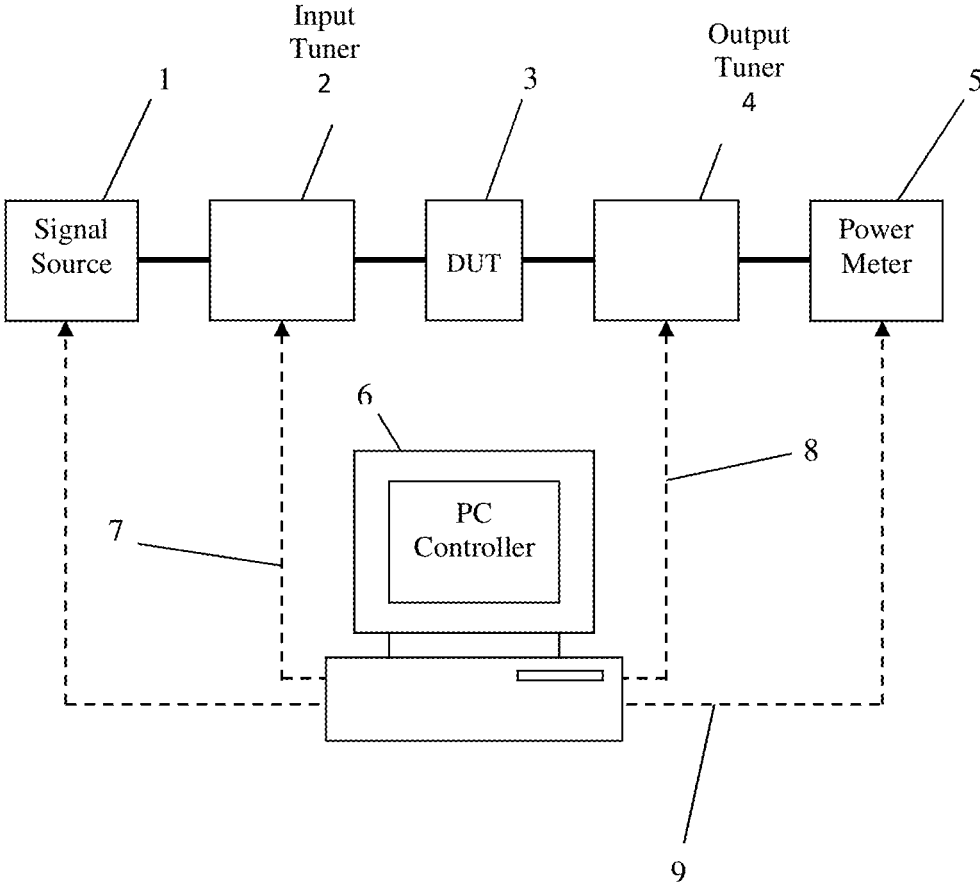 Input
Tuner
2
Output
Tuner
4
1
3
5
Signal
Source
DUT
Power
Meter
6
8
PC
Controller
7
9